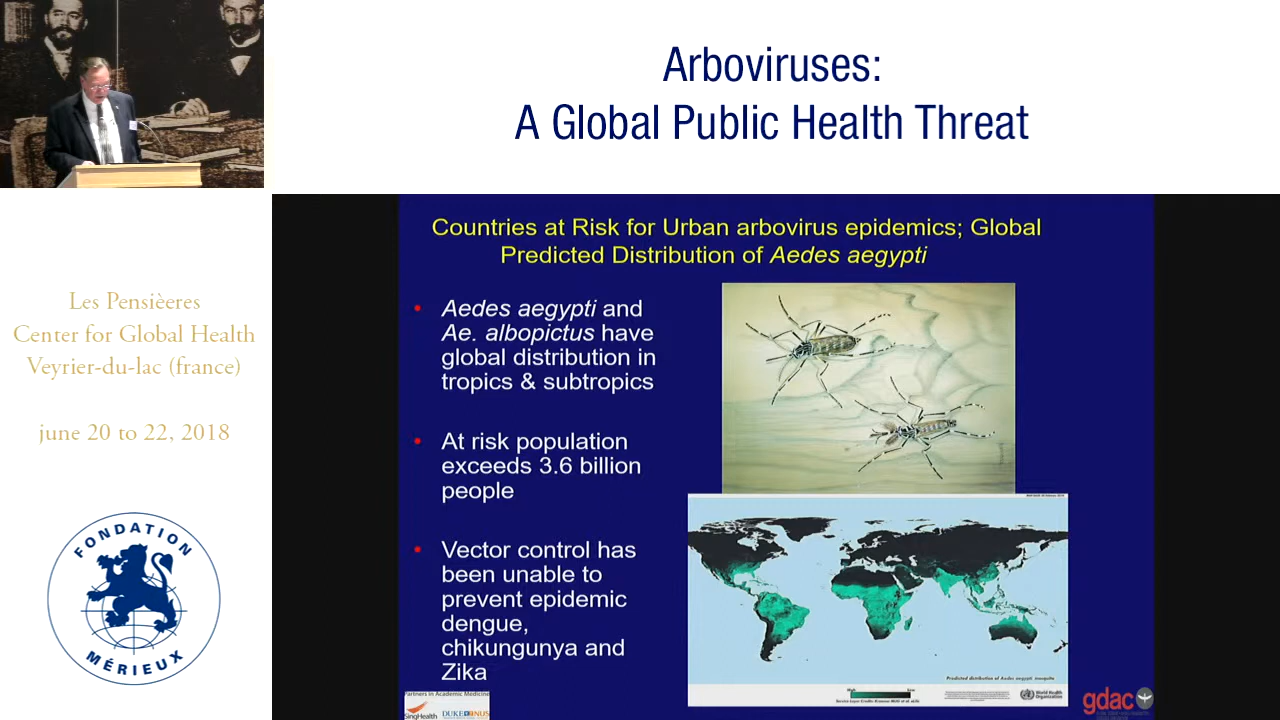 Arboviruses:
A Global Public Health Threat
Les Pensièeres
Center for Global Health
Veyrier-du-lac (france)
june 20 to 22, 2018
FONDATION
MÉRIEUX
Countries at Risk for Urban arbovirus epidemics; Global
Predicted Distribution of Aedes aegypti
• Aedes aegypti and
Ae. albopictus have
global distribution in
tropics & subtropics
• At risk population
exceeds 3.6 billion
people
• Vector control has
been unable to
prevent epidemic
dengue,
chikungunya and
Zika
Predicted distribution of Aedes aegypti mosquito
World Health
Organization
Partners in Academic Medicine
SingHealth DUKE NUS
gdac